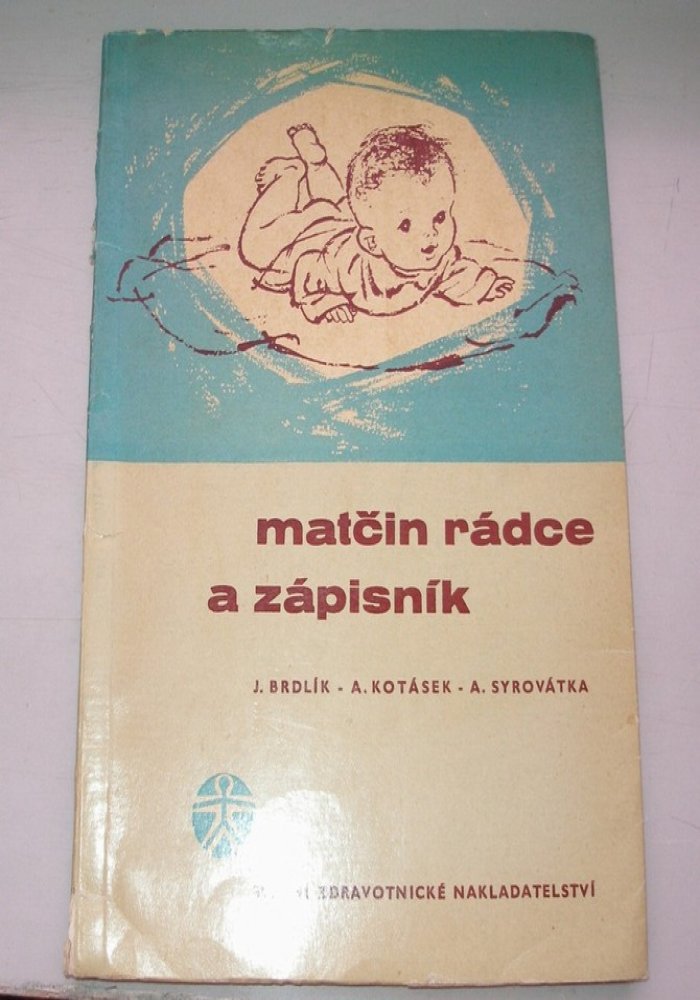 matčin rádce
a zápisník
J. BRDLÍK - A. KOTÁSEK - A. SYROVÁTKA
ZDRAVOTNICKÉ NAKLADATELSTVÍ